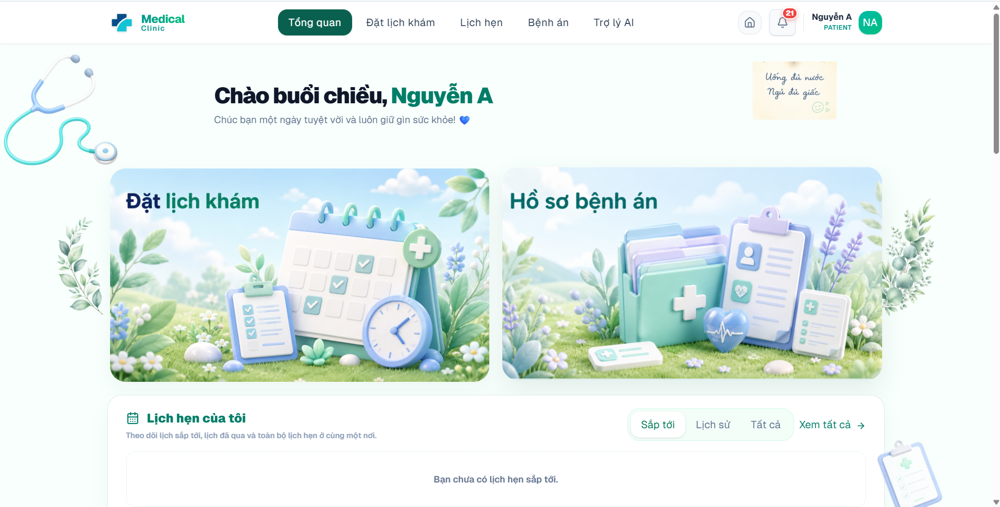 Medical
Clinic
Tổng quan
Đặt lịch khám
Lịch hẹn
Bệnh án
Trợ lý AI
21
Nguyễn A
PATIENT
NA
Chào buổi chiều, Nguyễn A
Chúc bạn một ngày tuyệt vời và luôn giữ gìn sức khỏe! 💙
Uống đủ nước
Ngủ đủ giấc
Đặt lịch khám
Hồ sơ bệnh án
Lịch hẹn của tôi
Theo dõi lịch sắp tới, lịch đã qua và toàn bộ lịch hẹn ở cùng một nơi.
Sắp tới
Lịch sử
Tất cả
Xem tất cả →
Bạn chưa có lịch hẹn sắp tới.